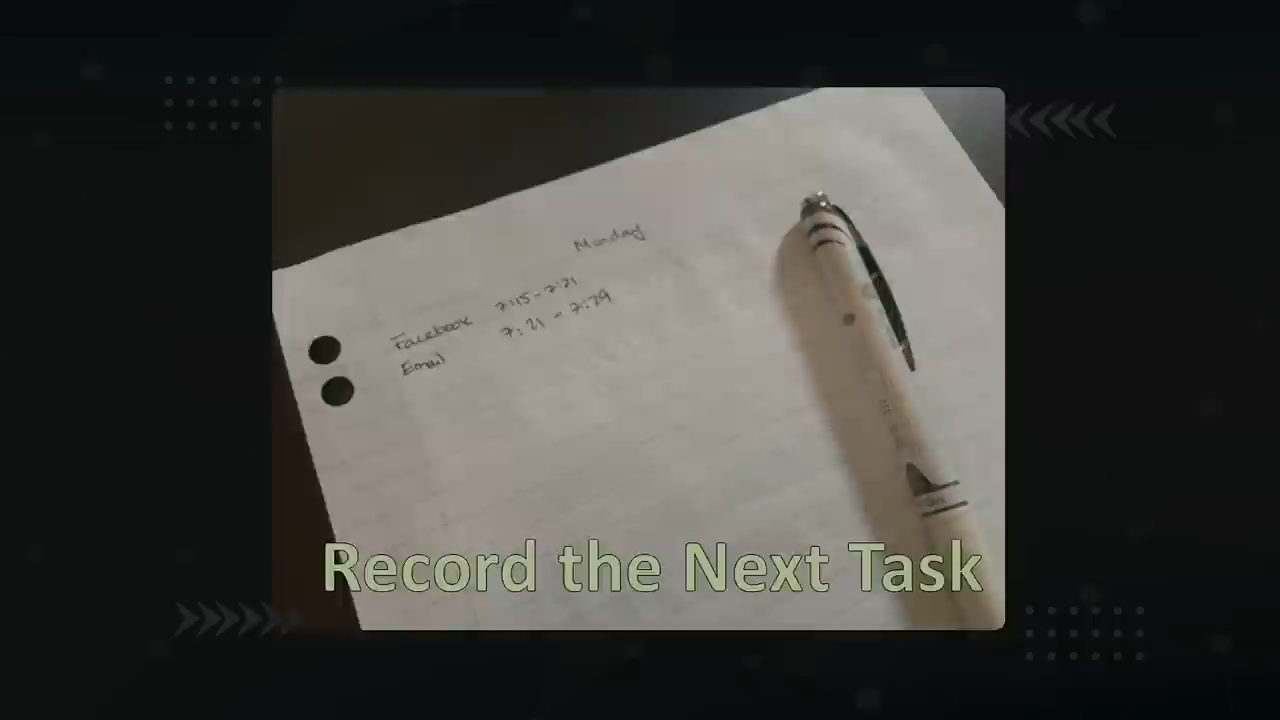 Monday
Facebook 7:15 - 7:21
Email 7:21 - 7:29
Record the Next Task